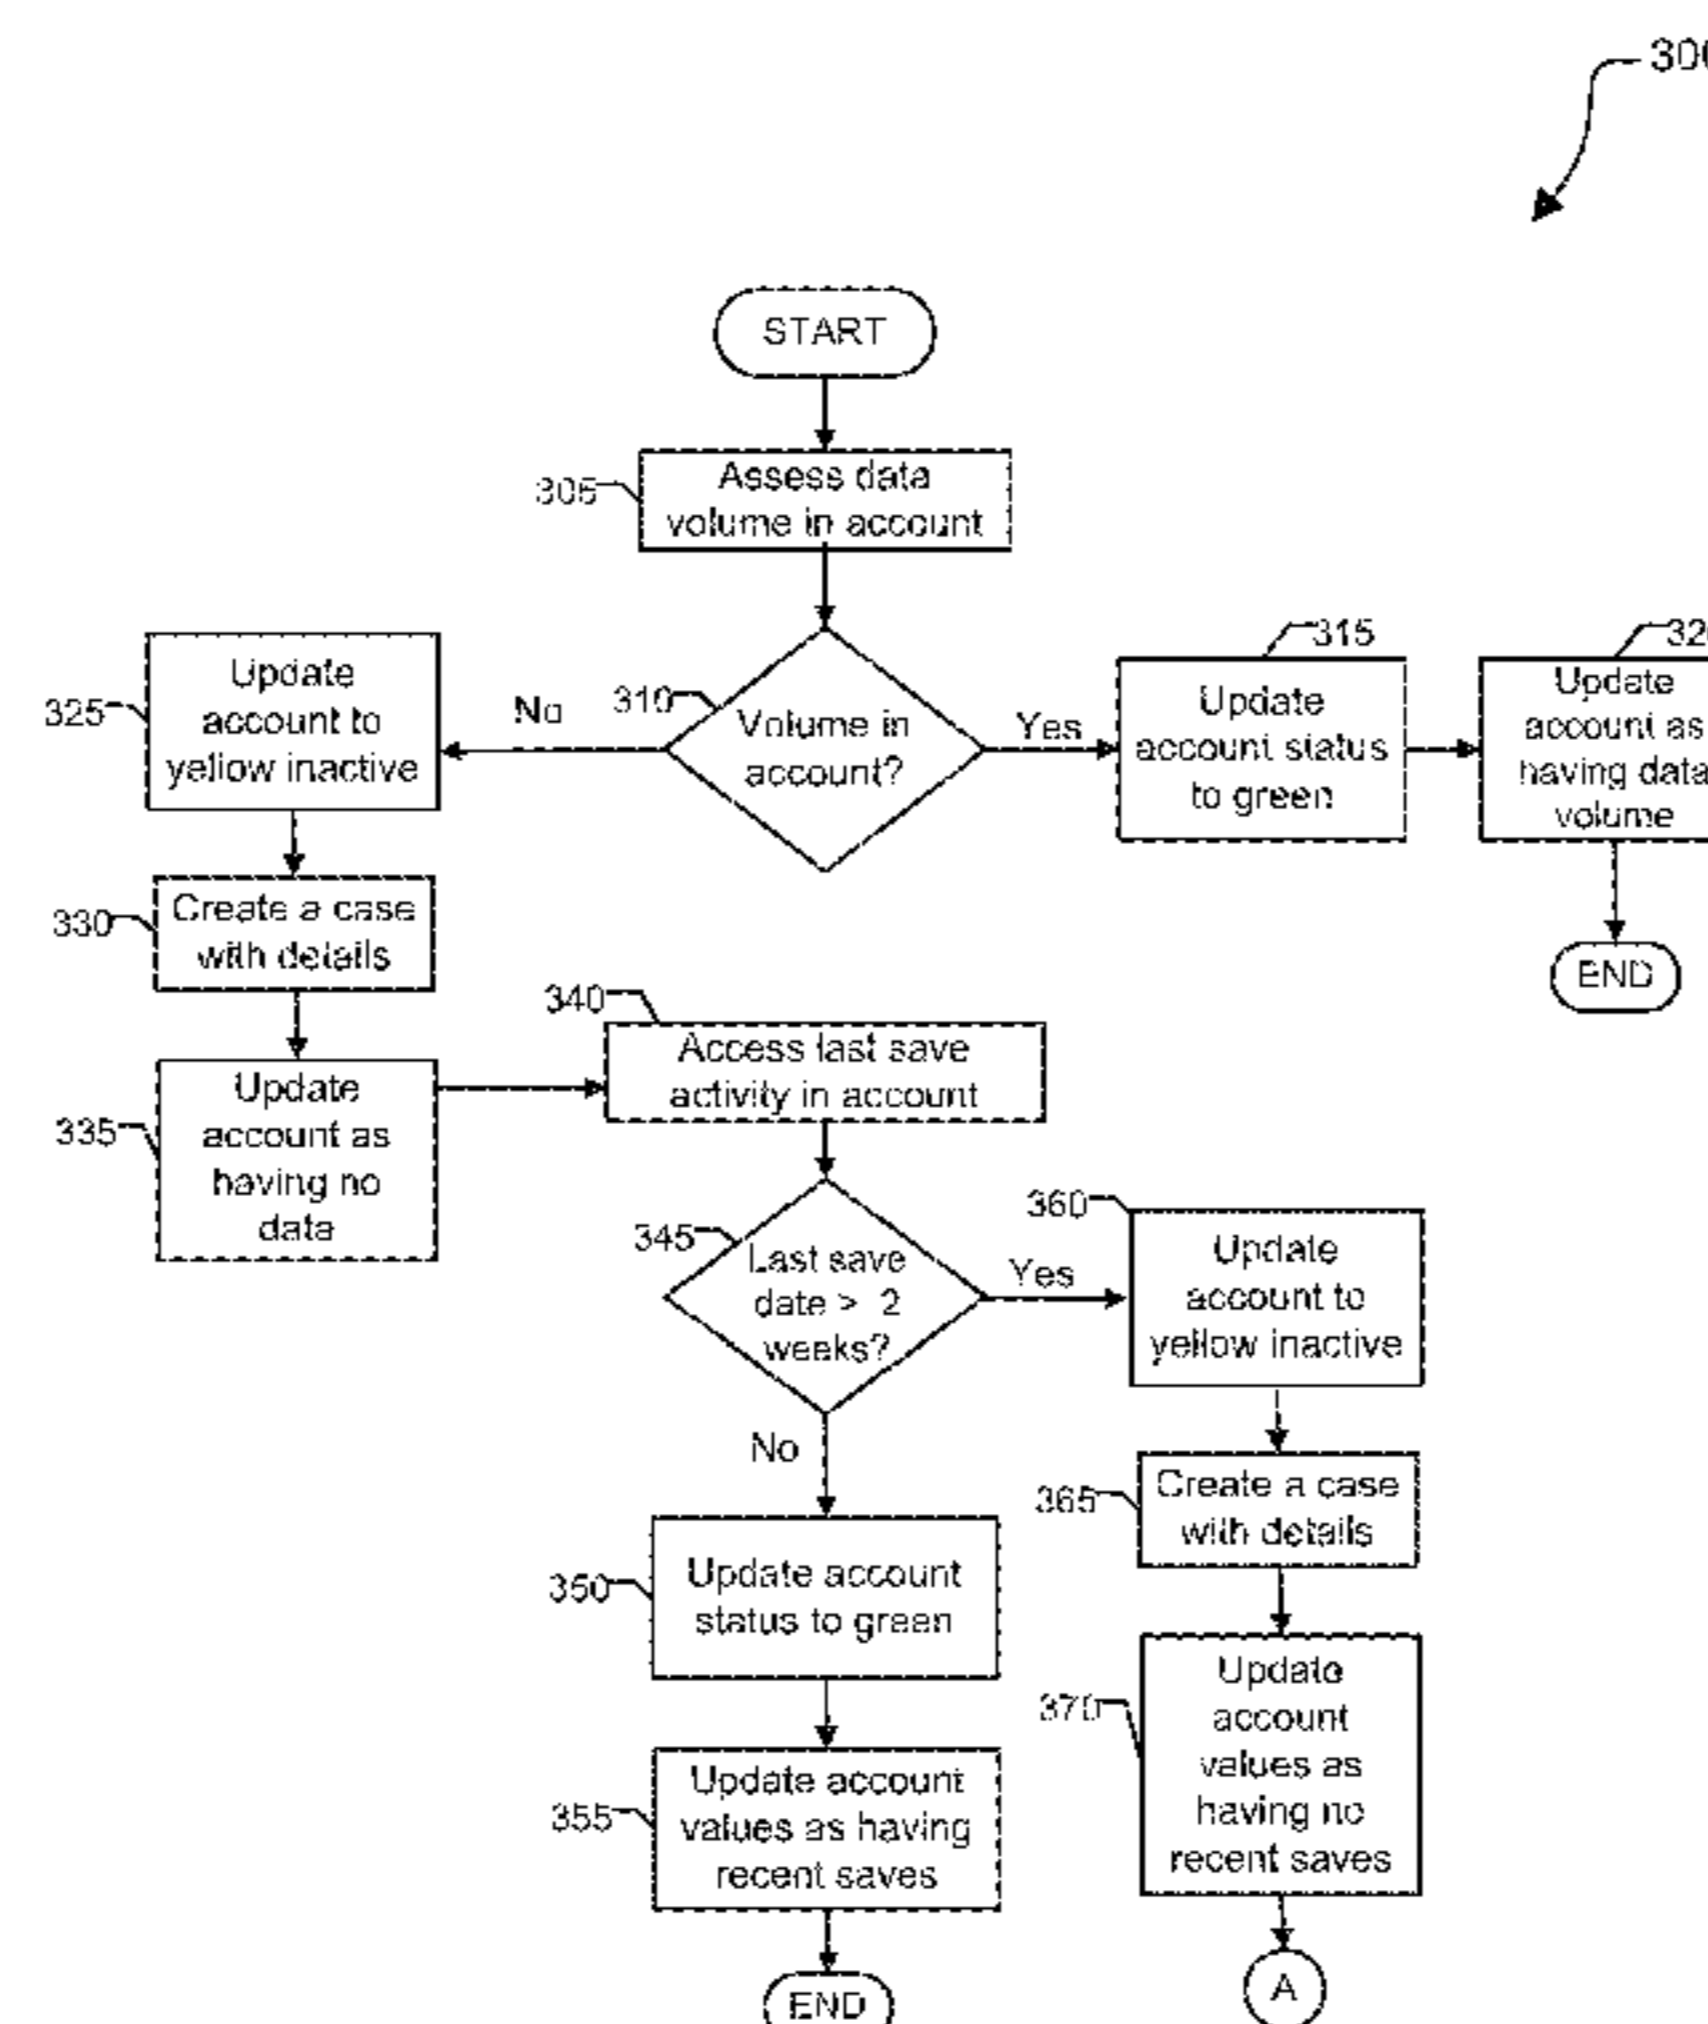 300
START
305
Assess data
volume in account
325
Update
account to
yellow inactive
No
310
Volume in
account?
Yes
315
Update
account status
to green
320
Update
account as
having data
volume
END
330
Create a case
with details
335
Update
account as
having no
data
340
Access last save
activity in account
345
Last save
date > 2
weeks?
Yes
360
Update
account to
yellow inactive
No
350
Update account
status to green
365
Create a case
with details
355
Update account
values as having
recent saves
END
370
Update
account
values as
having no
recent saves
A